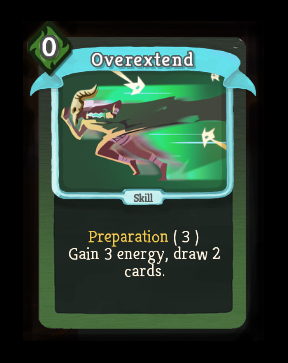 0
Overextend
Skill
Preparation ( 3 )
Gain 3 energy, draw 2
cards.